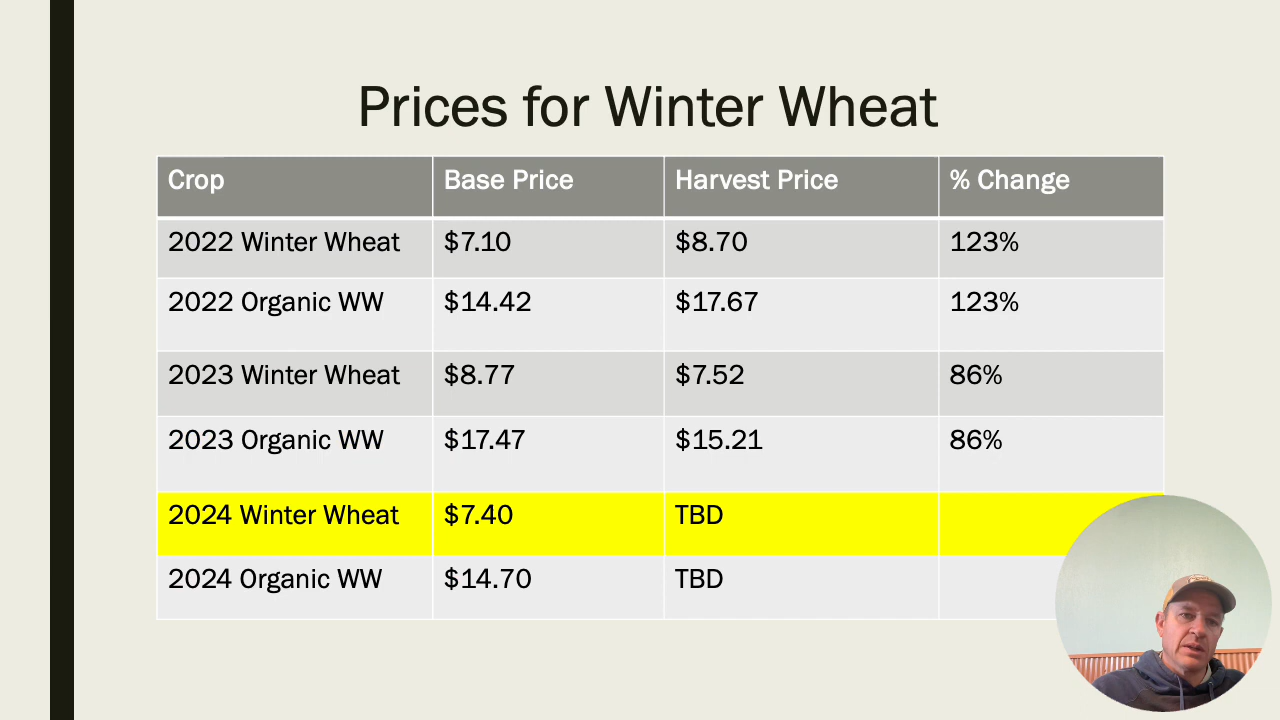 Prices for Winter Wheat
Crop Base Price Harvest Price % Change
2022 Winter Wheat $7.10 $8.70 123%
2022 Organic WW $14.42 $17.67 123%
2023 Winter Wheat $8.77 $7.52 86%
2023 Organic WW $17.47 $15.21 86%
2024 Winter Wheat $7.40 TBD
2024 Organic WW $14.70 TBD